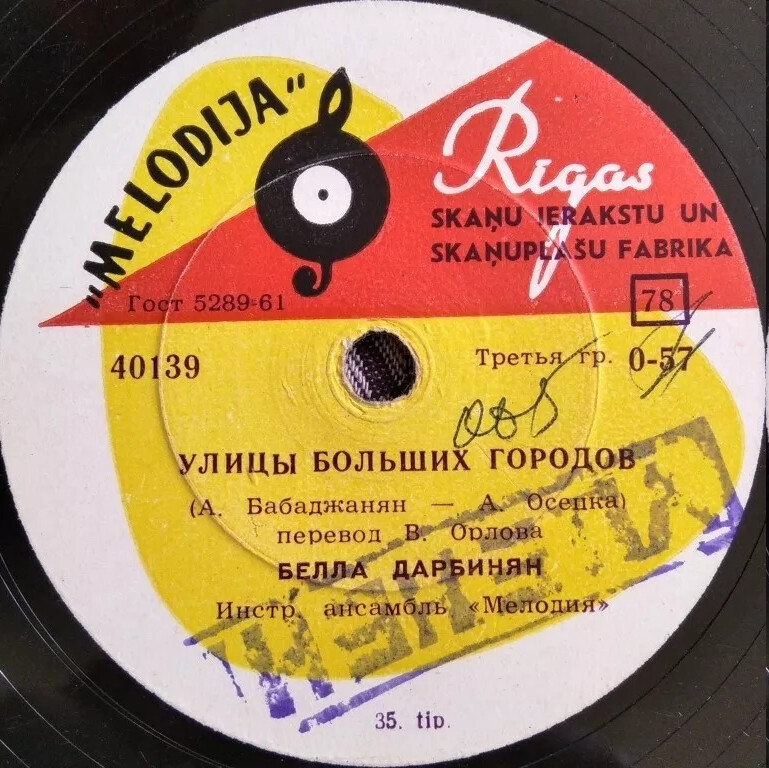 "MELODIJA"
Rigas
SKAŅU IERAKSTU UN
SKAŅUPLAŠU FABRIKA
Гост 5289-61
78
40139
Третья гр. 0-57
УЛИЦЫ БОЛЬШИХ ГОРОДОВ
(А. Бабаджанян — А. Осецка)
перевод В. Орлова
БЕЛЛА ДАРБИНЯН
Инстр. ансамбль «Мелодия»
35. tip.